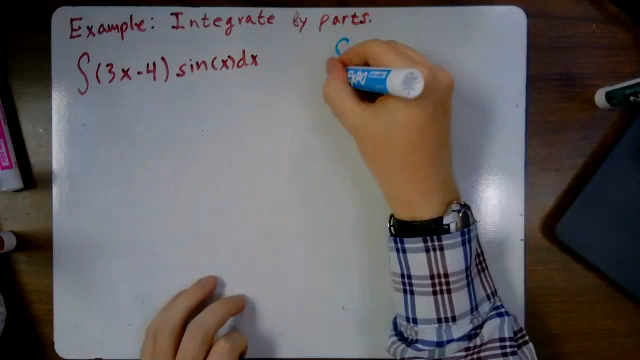 Example: Integrate by parts.
∫(3x-4) sin(x)dx
∫